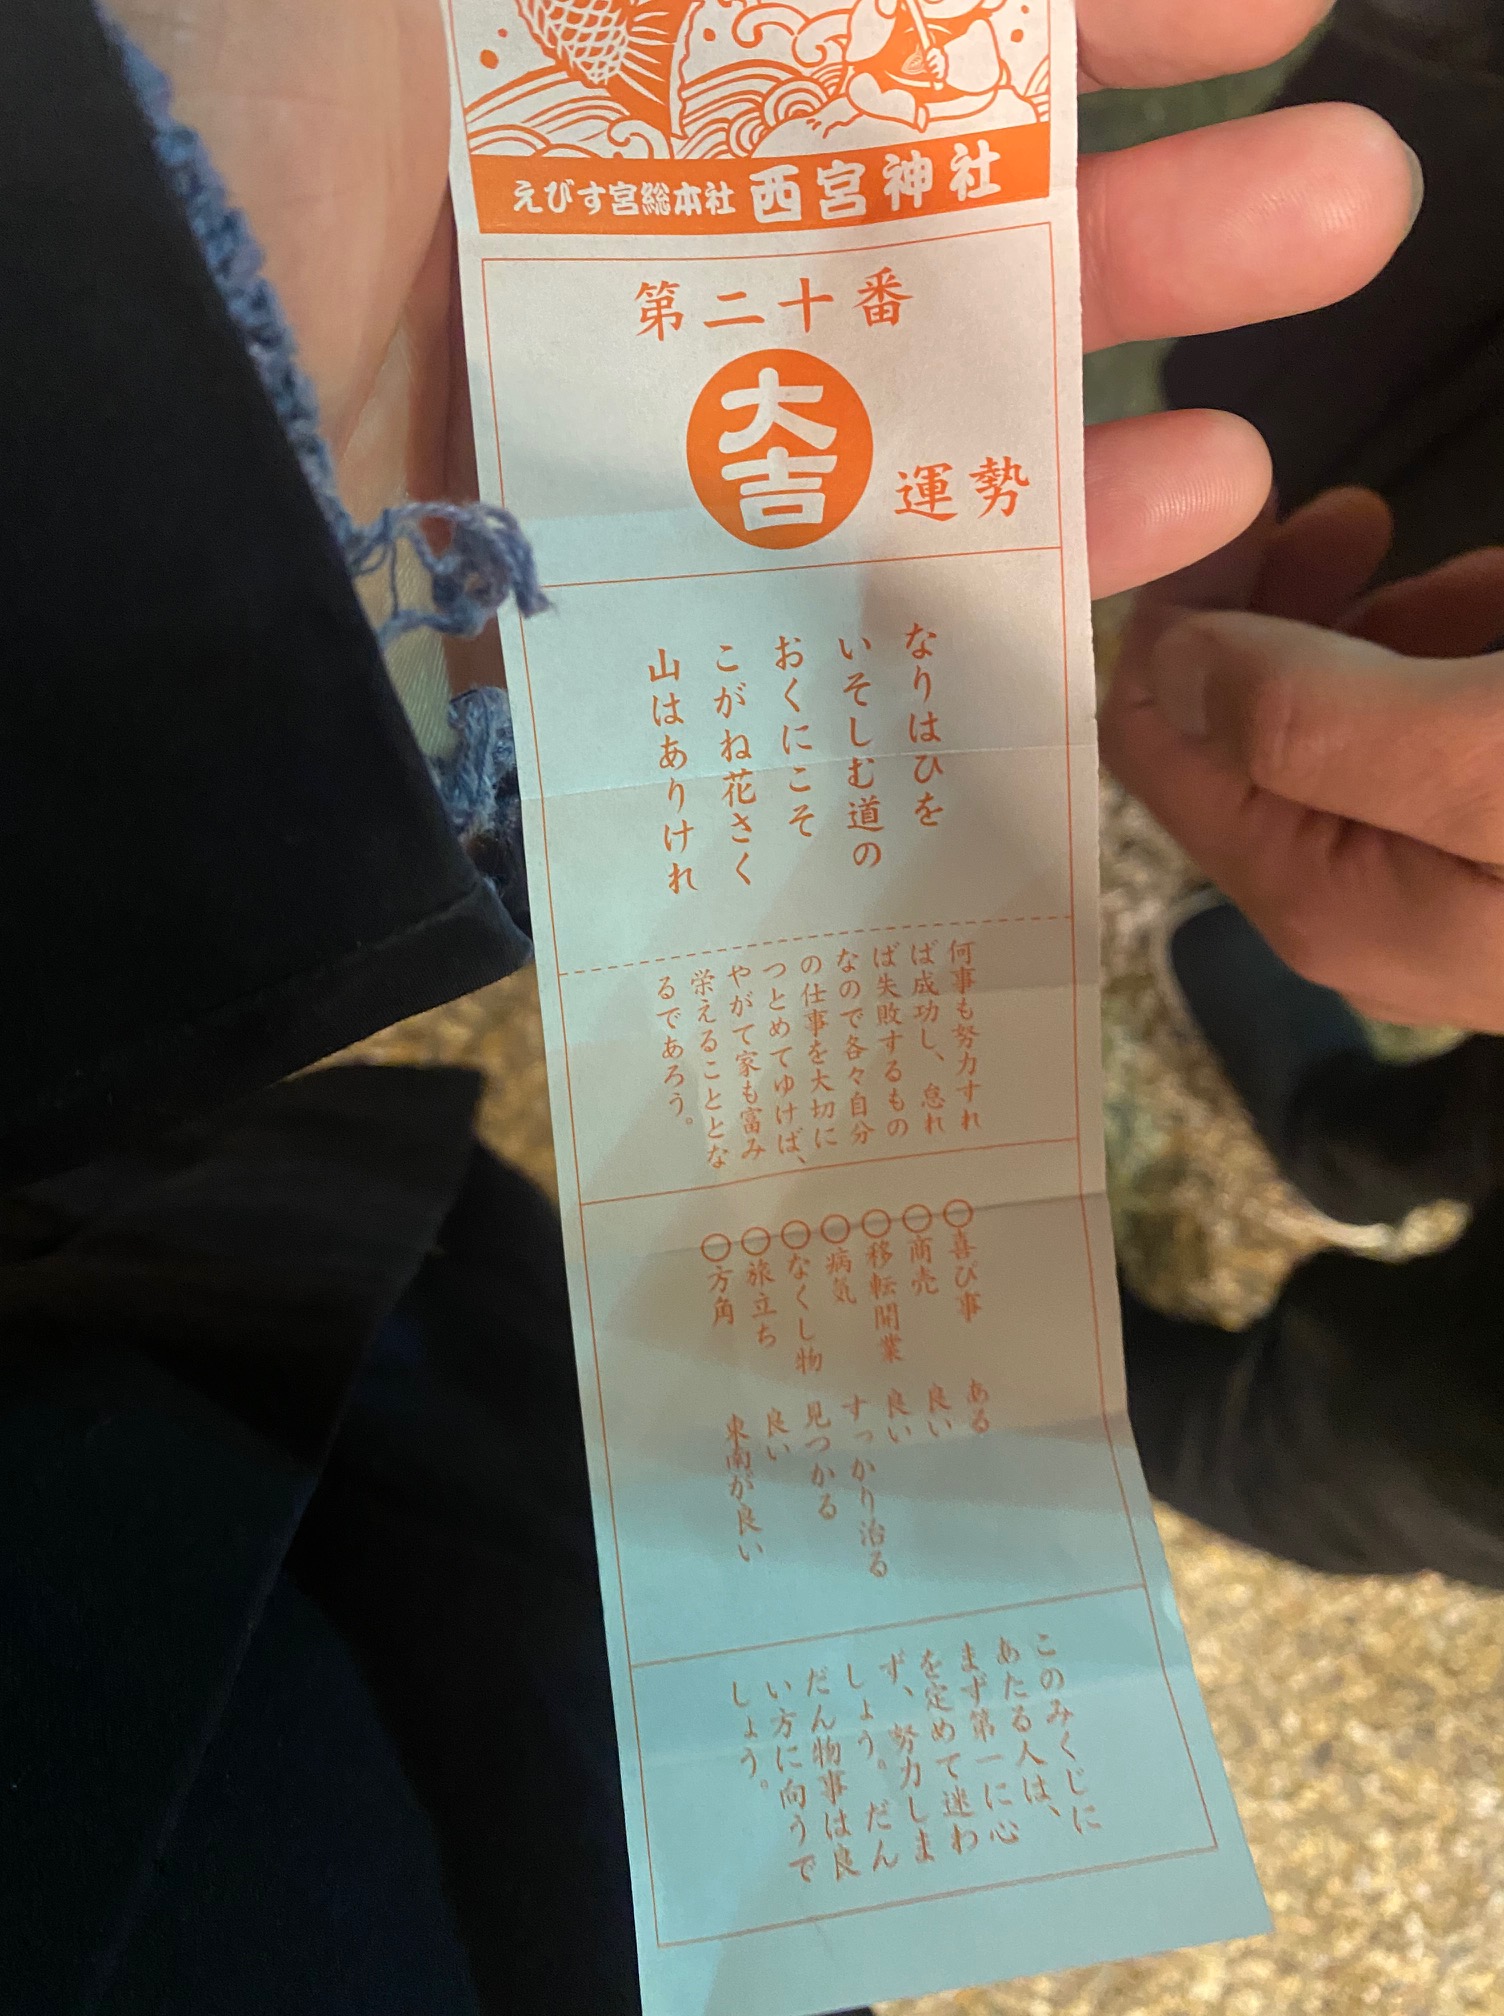 えびす宮総本社 西宮神社
第二十番
大吉
運勢
なりはひを
いそしむ道の
おくにこそ
こがね花さく
山はありけれ
何事も努力すれ
ば成功し、怠れ
ば失敗するもの
なので各々自分
の仕事を大切に
つとめてゆけば、
やがて家も富み
栄えることとな
るであろう。
○喜び事 ある
○商売 良い
○移転開業 良い
○病気 すっかり治る
○なくし物 見つかる
○旅立ち 良い
○方角 東南が良い
このみくじに
あたる人は、
まず第一に心
を定めて迷わ
ず、努力しま
しょう。だん
だん物事は良
い方に向うで
しょう。